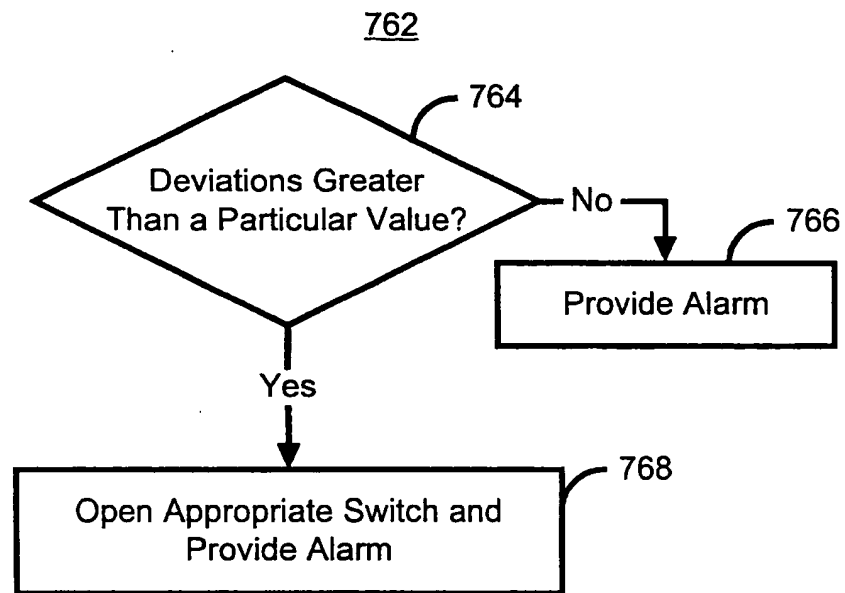 762
764
Deviations Greater
Than a Particular Value?
No
766
Provide Alarm
Yes
768
Open Appropriate Switch and
Provide Alarm